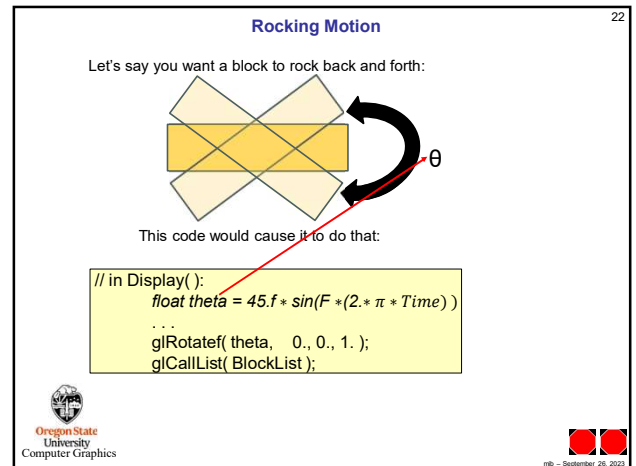 22
Rocking Motion
Let's say you want a block to rock back and forth:
θ
This code would cause it to do that:
// in Display( ):
float theta = 45.f ∗ sin(F ∗(2.∗ π ∗ Time) )
. . .
glRotatef( theta, 0., 0., 1. );
glCallList( BlockList );
Oregon State
University
Computer Graphics
mjb – September 26, 2023